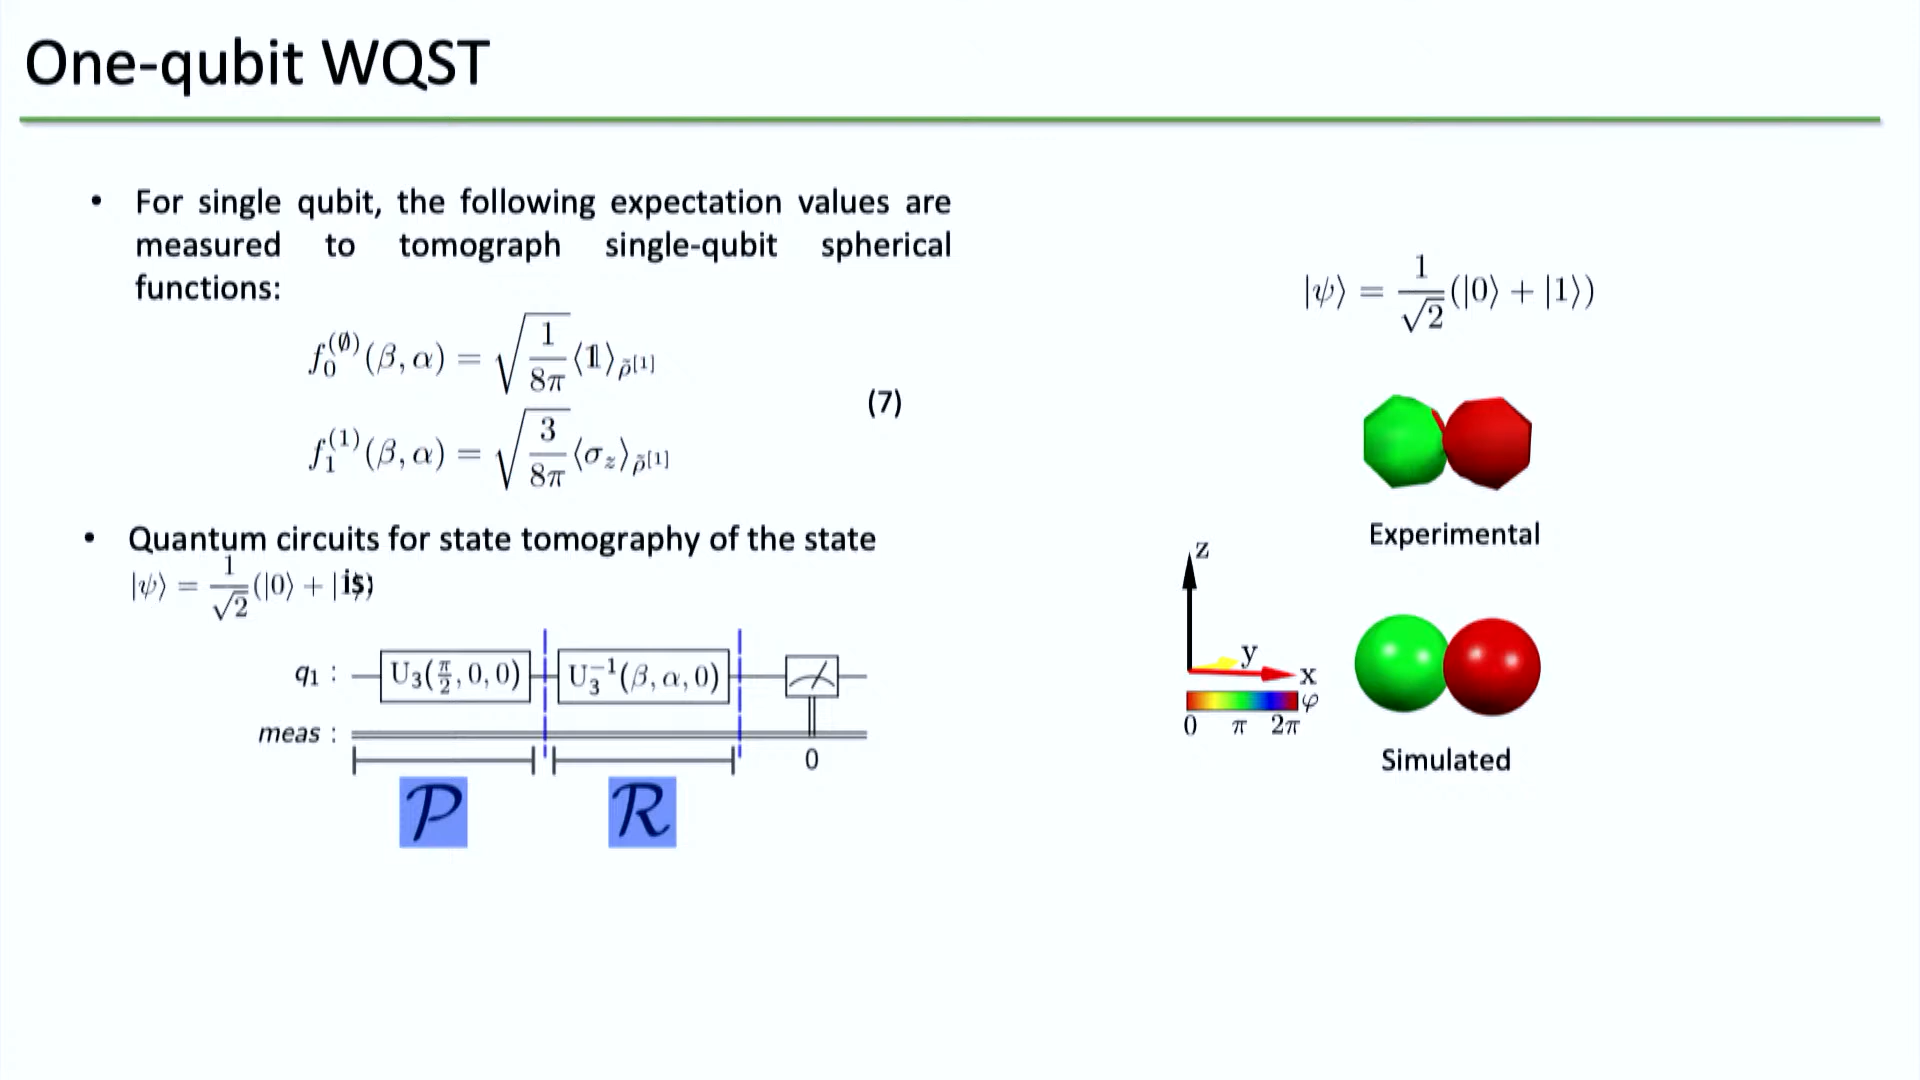 One-qubit WQST
• For single qubit, the following expectation values are
measured to tomograph single-qubit spherical
functions:
f₀^(∅)(β, α) = √(1/8π) ⟨𝟙⟩_ρ̃[1]
(7)
f₁^(1)(β, α) = √(3/8π) ⟨σ_z⟩_ρ̃[1]
• Quantum circuits for state tomography of the state
|ψ⟩ = 1/√2 (|0⟩ + | is
q₁ : U₃(π/2, 0, 0) U₃⁻¹(β, α, 0)
meas : 0
𝒫 ℛ
|ψ⟩ = 1/√2 (|0⟩ + |1⟩)
Experimental
z
y
x
φ
0 π 2π
Simulated